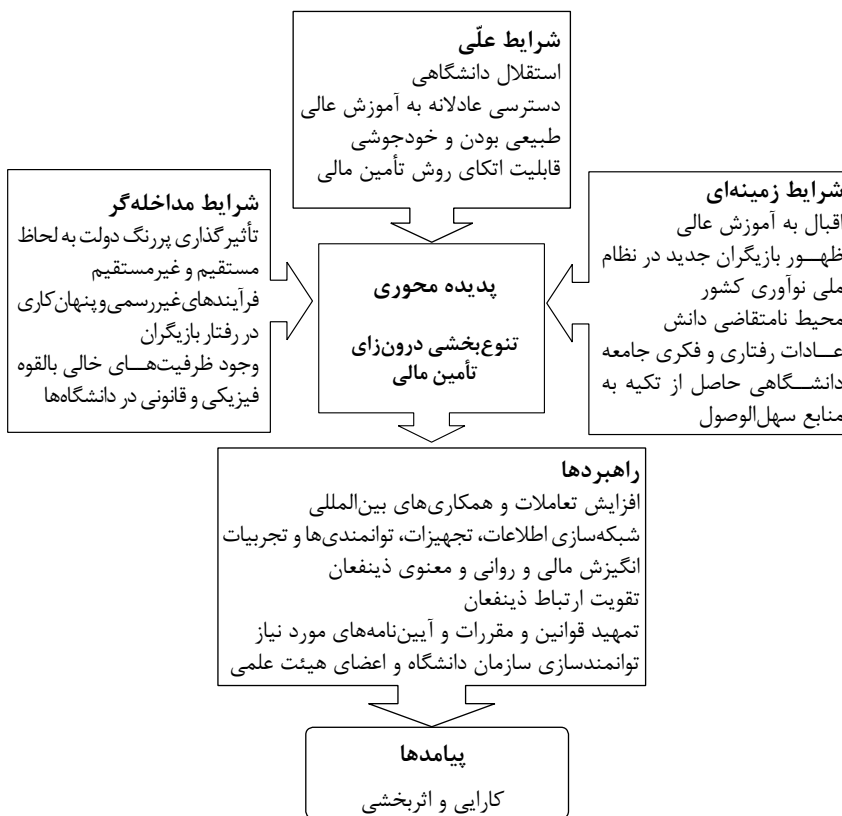 شرایط علّی
استقلال دانشگاهی
دسترسی عادلانه به آموزش عالی
طبیعی بودن و خودجوشی
قابلیت اتکای روش تأمین مالی
شرایط زمینه‌ای
اقبال به آموزش عالی
ظهــور بازیگران جدید در نظام
ملی نوآوری کشور
محیط نامتقاضی دانش
عــادات رفتاری و فکری جامعه
دانشــگاهی حاصل از تکیه به
منابع سهل‌الوصول
پدیده محوری
تنوع‌بخشی درون‌زای
تأمین مالی
شرایط مداخله‌گر
تأثیرگذاری پررنگ دولت به لحاظ
مستقیم و غیرمستقیم
فرآیندهای غیررسمی و پنهان‌کاری
در رفتار بازیگران
وجود ظرفیت‌هــای خالی بالقوه
فیزیکی و قانونی در دانشگاه‌ها
راهبردها
افزایش تعاملات و همکاری‌های بین‌المللی
شبکه‌سازی اطلاعات، تجهیزات، توانمندی‌ها و تجربیات
انگیزش مالی و روانی و معنوی ذینفعان
تقویت ارتباط ذینفعان
تمهید قوانین و مقررات و آیین‌نامه‌های مورد نیاز
توانمندسازی سازمان دانشگاه و اعضای هیئت علمی
پیامدها
کارایی و اثربخشی